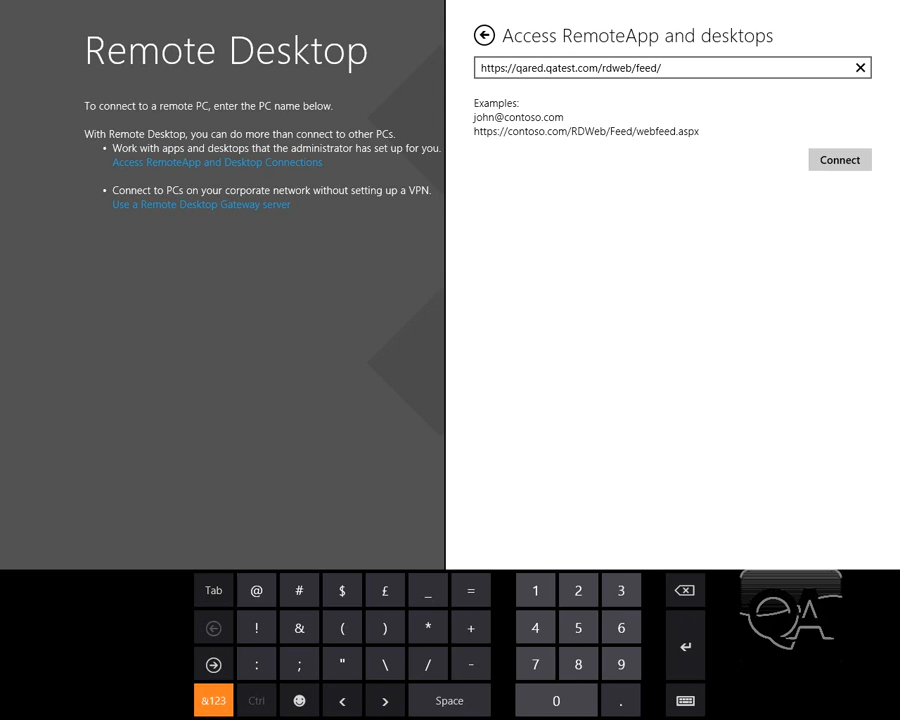 Remote Desktop
To connect to a remote PC, enter the PC name below.
With Remote Desktop, you can do more than connect to other PCs.
• Work with apps and desktops that the administrator has set up for you.
Access RemoteApp and Desktop Connections
• Connect to PCs on your corporate network without setting up a VPN.
Use a Remote Desktop Gateway server
Access RemoteApp and desktops
https://qared.qatest.com/rdweb/feed/
Examples:
john@contoso.com
https://contoso.com/RDWeb/Feed/webfeed.aspx
Connect
Tab @ # $ £ _ = 1 2 3
! & ( ) * + 4 5 6
: ; " \ / - 7 8 9
&123 Ctrl < > Space 0 .
QA